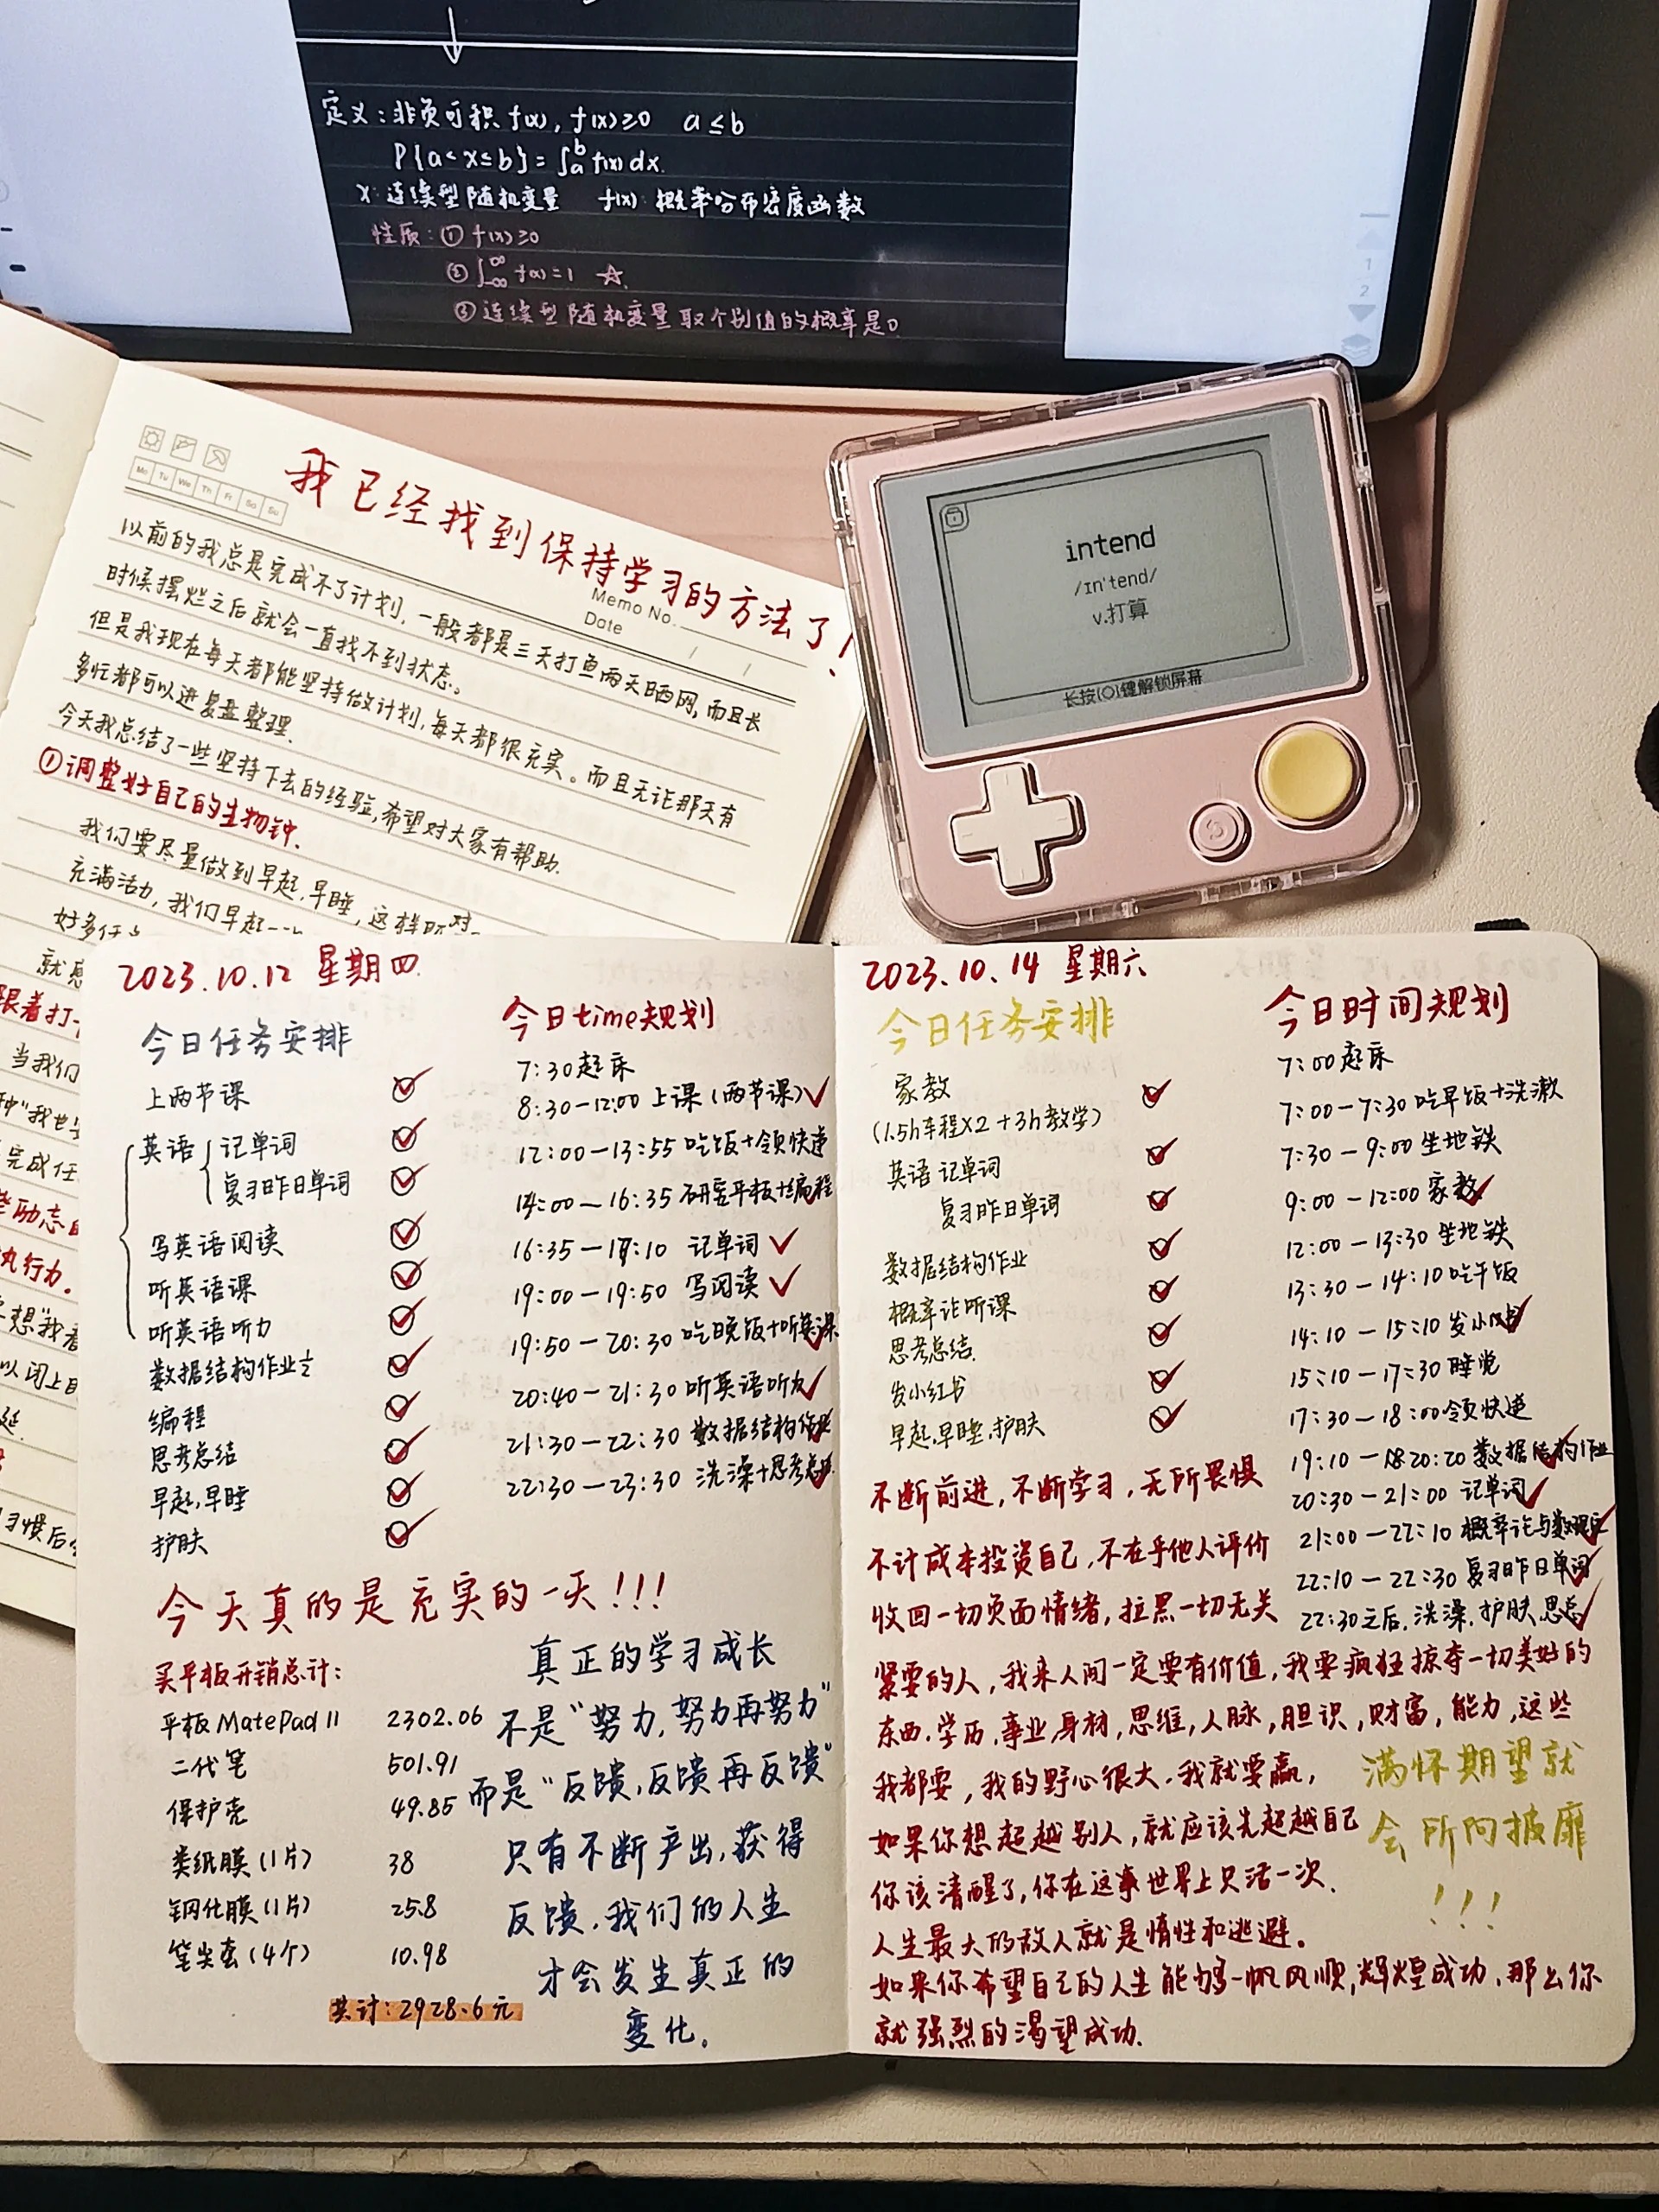 定义：非负可积 f(x), f(x)≥0 a≤b
P{a<x≤b}=∫ₐᵇ f(x)dx.
X：连续型随机变量 f(x)：概率分布密度函数
性质：① f(x)≥0
② ∫₋∞^∞ f(x)=1 ☆
③ 连续型随机变量取个别值的概率是0
1
2
Mo Tu We Th Fr Sa Su
我已经找到保持学习的方法了！
Memo No.
Date / /
以前的我总是完成不了计划，一般都是三天打鱼两天晒网，而且长
时候摆烂之后就会一直找不到状态。
但是我现在每天都能坚持做计划，每天都很充实。而且无论那天有
多忙都可以进复盘整理.
今天我总结了一些坚持下去的经验，希望对大家有帮助.
①调整好自己的生物钟.
我们要尽量做到早起.早睡，这样
充满活力，我们早起一
好多任
就
跟着打
当我们
种"我也
完成任
励志
执行力.
想"我
以闭上
延.
习惯后
intend
/ɪn'tend/
v.打算
长按(O)键解锁屏幕
2023.10.12 星期四
今日任务安排
上两节课
英语 记单词
复习昨日单词
写英语阅读
听英语课
听英语听力
数据结构作业
编程
思考总结
早起,早睡
护肤
今日time规划
7:30起床
8:30-12:00 上课(两节课)
12:00-13:55 吃饭+领快递
14:00-16:35 研究平板+编程
16:35-17:10 记单词
19:00-19:50 写阅读
19:50-20:30 吃晚饭+听英课
20:40-21:30 听英语听力
21:30-22:30 数据结构作业
22:30-23:30 洗澡+思考总结
今天真的是充实的一天!!!
买平板开销总计:
平板MatePad 11 2302.06
二代笔 501.91
保护壳 49.85
类纸膜(1片) 38
钢化膜(1片) 25.8
笔尖套(4个) 10.98
共计:2928.6元
真正的学习成长
不是"努力,努力再努力"
而是"反馈,反馈再反馈"
只有不断产出,获得
反馈,我们的人生
才会发生真正的
变化。
2023.10.14 星期六
今日任务安排
家教
(1.5h车程X2+3h教学)
英语 记单词
复习昨日单词
数据结构作业
概率论听课
思考总结.
发小红书
早起,早睡,护肤
今日时间规划
7:00起床
7:00-7:30 吃早饭+洗漱
7:30-9:00 坐地铁
9:00-12:00 家教
12:00-13:30 坐地铁
13:30-14:10 吃午饭
14:10-15:10 发小红书
15:10-17:30 睡觉
17:30-18:00 领快递
19:10-20:20 数据结构作业
20:30-21:00 记单词
21:00-22:10 概率论与数理
22:10-22:30 复习昨日单词
22:30之后,洗澡,护肤,思总
不断前进,不断学习,无所畏惧
不计成本投资自己,不在乎他人评价
收回一切页面情绪,拉黑一切无关
紧要的人,我来人间一定要有价值,我要疯狂掠夺一切美好的
东西.学历,事业,身材,思维,人脉,胆识,财富,能力,这些
我都要,我的野心很大.我就要赢,
如果你想超越别人,就应该先超越自己
你该清醒了,你在这世界上只活一次.
人生最大的敌人就是惰性和逃避。
如果你希望自己的人生能够一帆风顺,辉煌成功,那么你
就强烈的渴望成功.
满怀期望就
会所向披靡
!!!